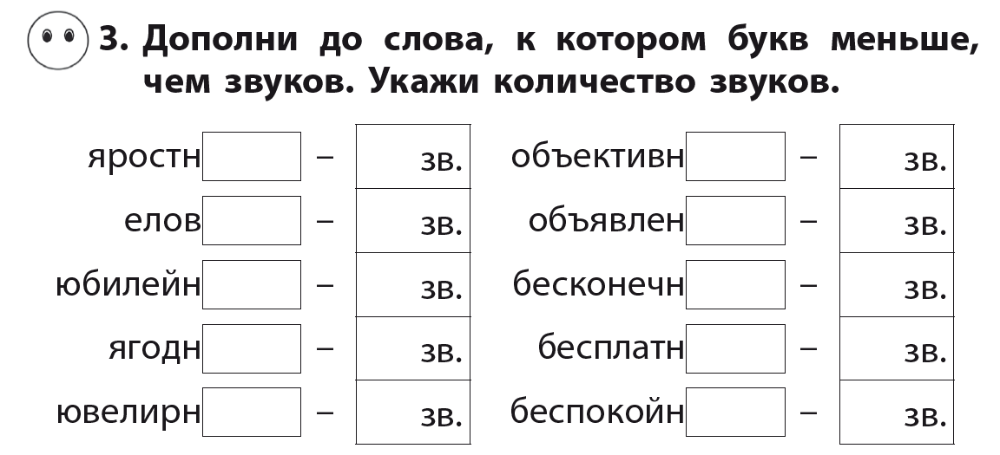 3. Дополни до слова, к котором букв меньше,
чем звуков. Укажи количество звуков.
яростн – зв.
елов – зв.
юбилейн – зв.
ягодн – зв.
ювелирн – зв.
объективн – зв.
объявлен – зв.
бесконечн – зв.
бесплатн – зв.
беспокойн – зв.